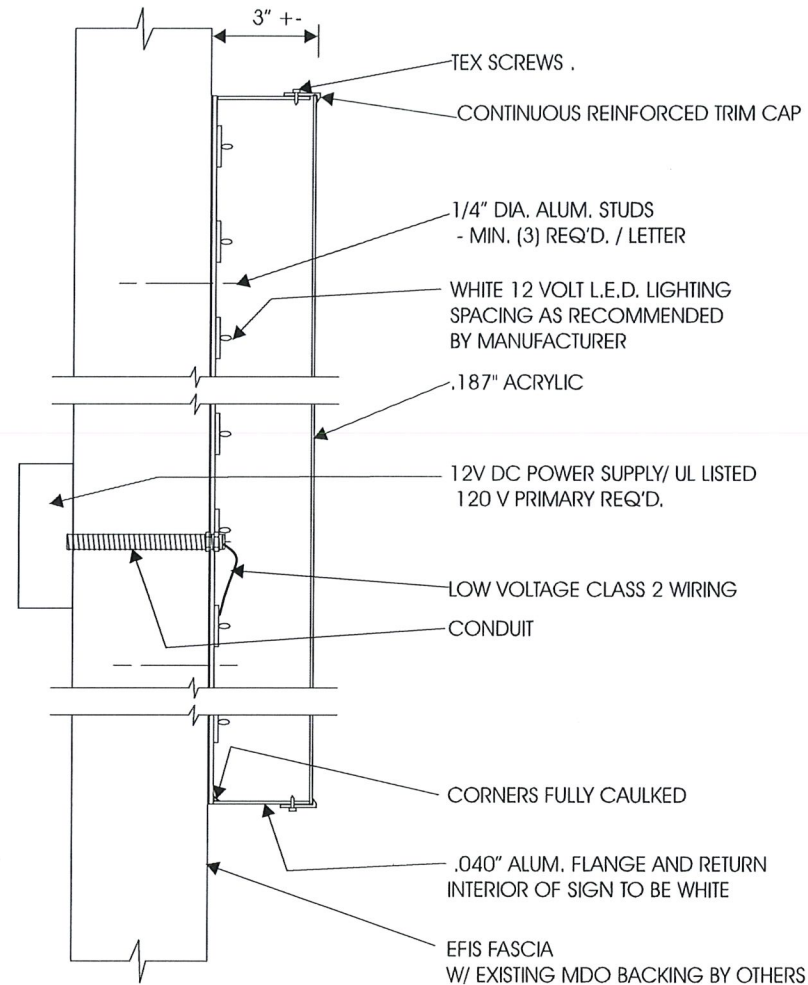 3" +-
TEX SCREWS .
CONTINUOUS REINFORCED TRIM CAP
1/4" DIA. ALUM. STUDS
- MIN. (3) REQ'D. / LETTER
WHITE 12 VOLT L.E.D. LIGHTING
SPACING AS RECOMMENDED
BY MANUFACTURER
.187" ACRYLIC
12V DC POWER SUPPLY/ UL LISTED
120 V PRIMARY REQ'D.
LOW VOLTAGE CLASS 2 WIRING
CONDUIT
CORNERS FULLY CAULKED
.040" ALUM. FLANGE AND RETURN
INTERIOR OF SIGN TO BE WHITE
EFIS FASCIA
W/ EXISTING MDO BACKING BY OTHERS